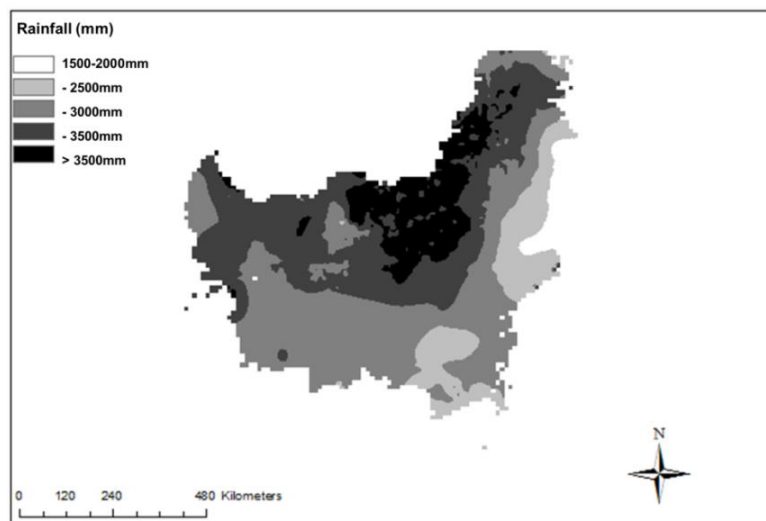 Rainfall (mm)
1500-2000mm
- 2500mm
- 3000mm
- 3500mm
> 3500mm
N
0 120 240 480 Kilometers